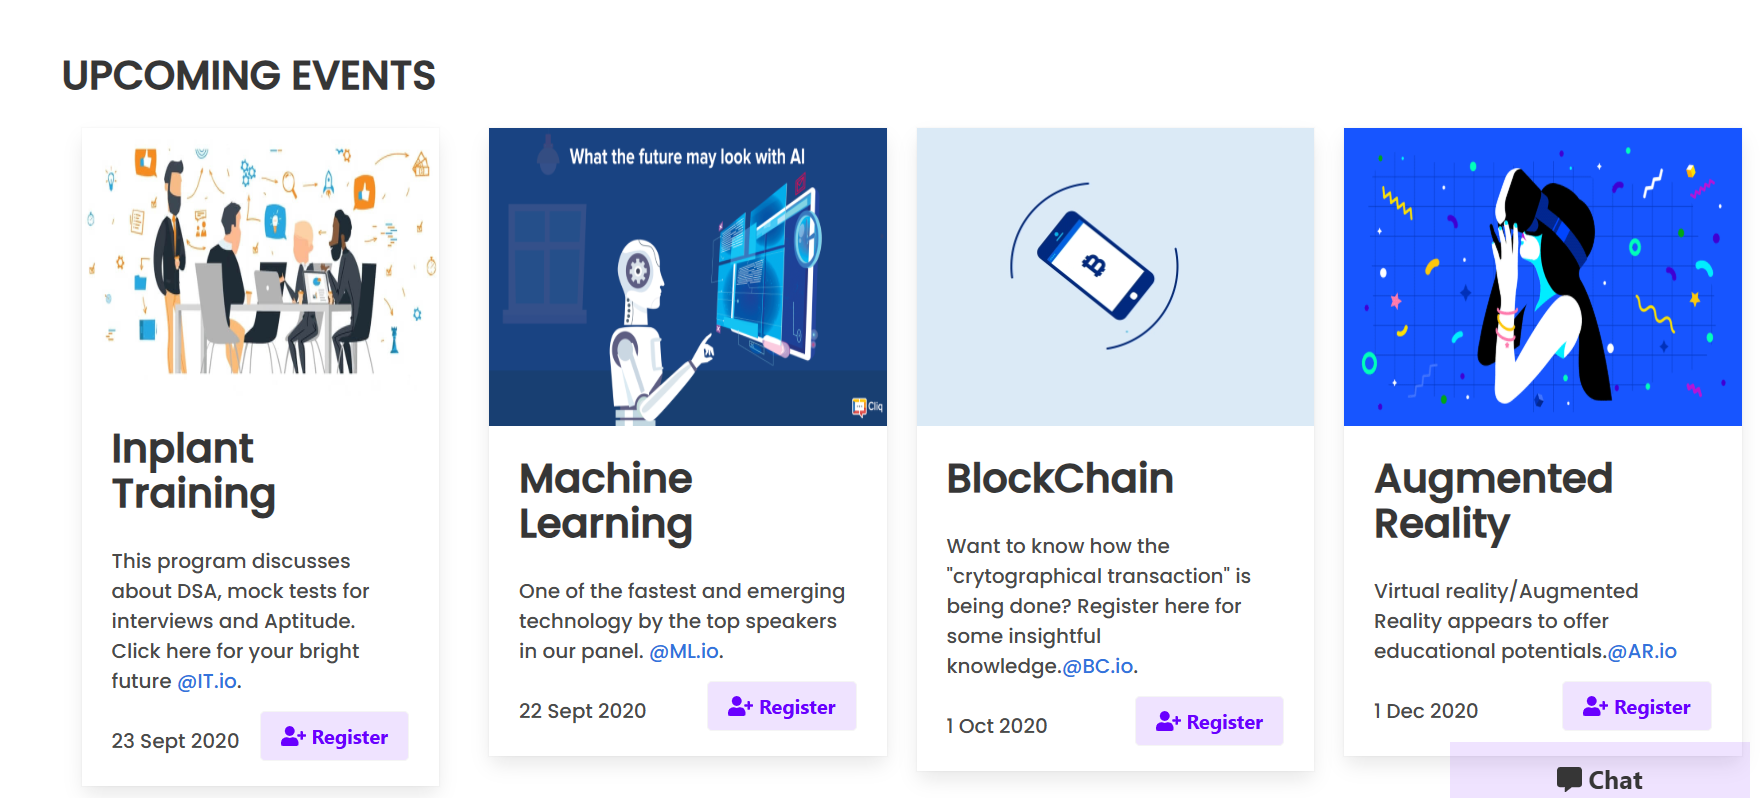 UPCOMING EVENTS
Inplant
Training
This program discusses
about DSA, mock tests for
interviews and Aptitude.
Click here for your bright
future @IT.io.
23 Sept 2020
Register
What the future may look with AI
Cliq
Machine
Learning
One of the fastest and emerging
technology by the top speakers
in our panel. @ML.io.
22 Sept 2020
Register
BlockChain
Want to know how the
"crytographical transaction" is
being done? Register here for
some insightful
knowledge.@BC.io.
1 Oct 2020
Register
Augmented
Reality
Virtual reality/Augmented
Reality appears to offer
educational potentials.@AR.io
1 Dec 2020
Register
Chat